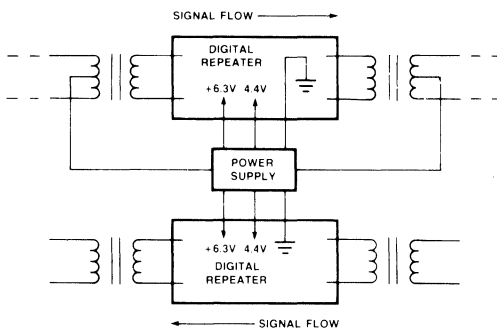 SIGNAL FLOW
DIGITAL
REPEATER
+6.3V 4.4V
POWER
SUPPLY
+6.3V 4.4V
DIGITAL
REPEATER
SIGNAL FLOW